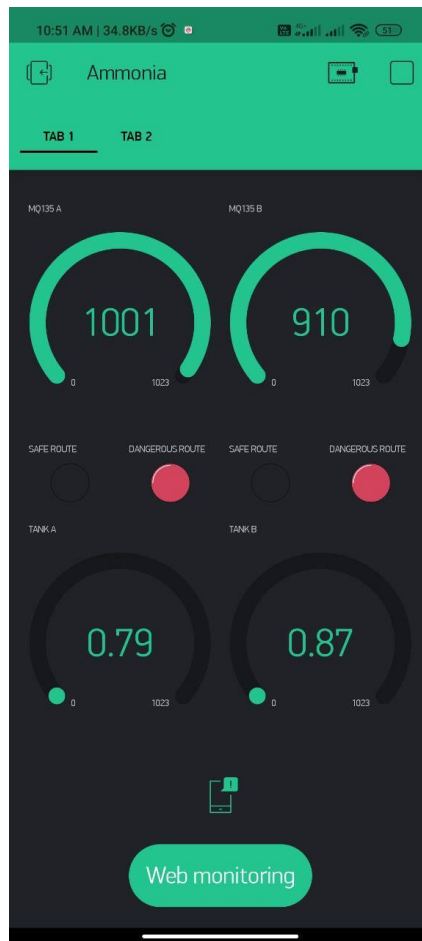 10:51 AM | 34.8KB/s 51
Ammonia
TAB 1 TAB 2
MQ135 A MQ135 B
1001 910
0 1023 0 1023
SAFE ROUTE DANGEROUS ROUTE SAFE ROUTE DANGEROUS ROUTE
TANK A TANK B
0.79 0.87
0 1023 0 1023
!
Web monitoring